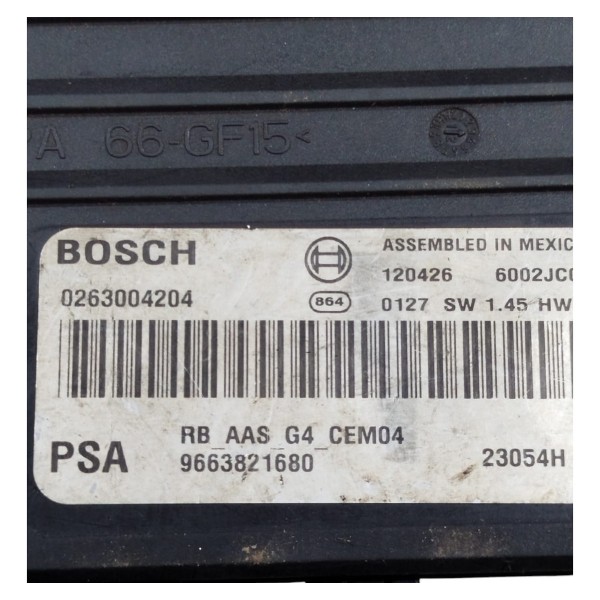 A 66-GF15<
BOSCH
ASSEMBLED IN MEXIC
120426 6002JC
0263004204
864
0127 SW 1.45 HW
RB_AAS_G4_CEM04
PSA
9663821680
23054H